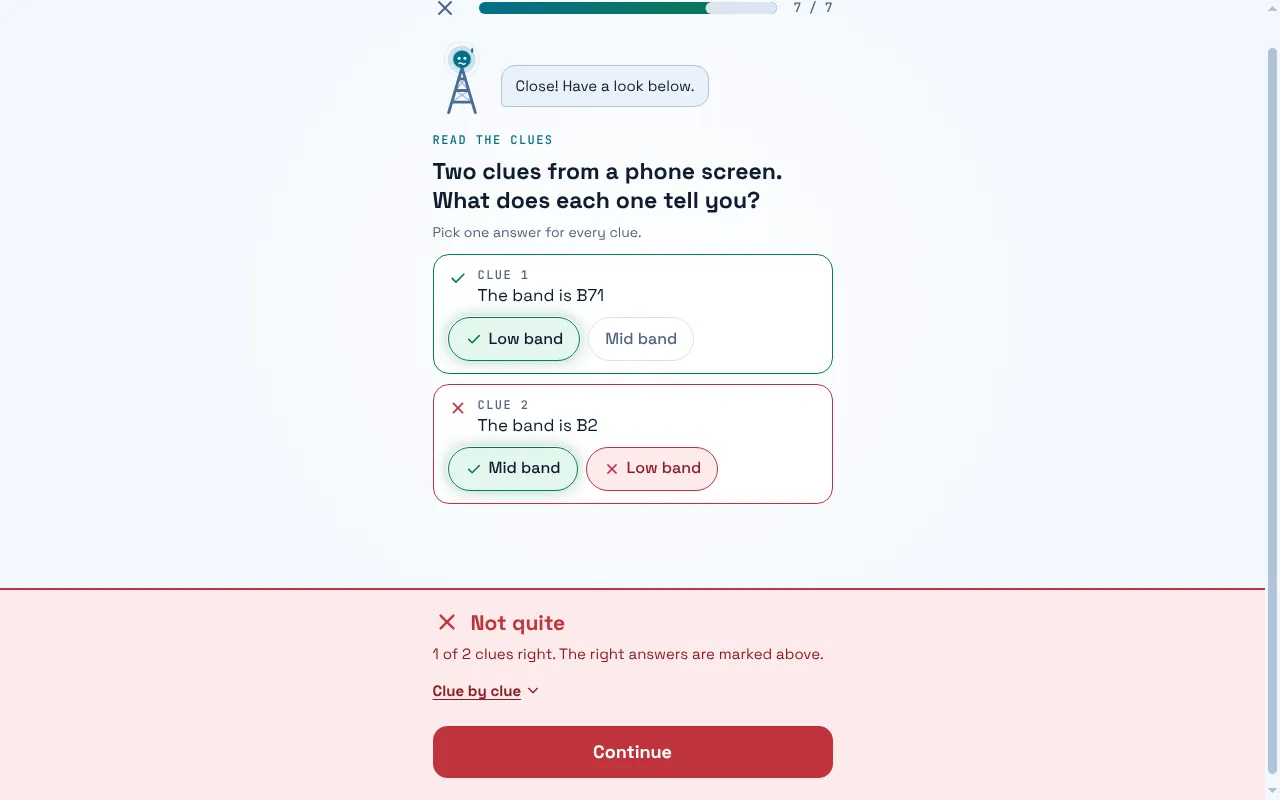 7 / 7
Close! Have a look below.
READ THE CLUES
Two clues from a phone screen.
What does each one tell you?
Pick one answer for every clue.
CLUE 1
The band is B71
Low band
Mid band
CLUE 2
The band is B2
Mid band
Low band
Not quite
1 of 2 clues right. The right answers are marked above.
Clue by clue
Continue